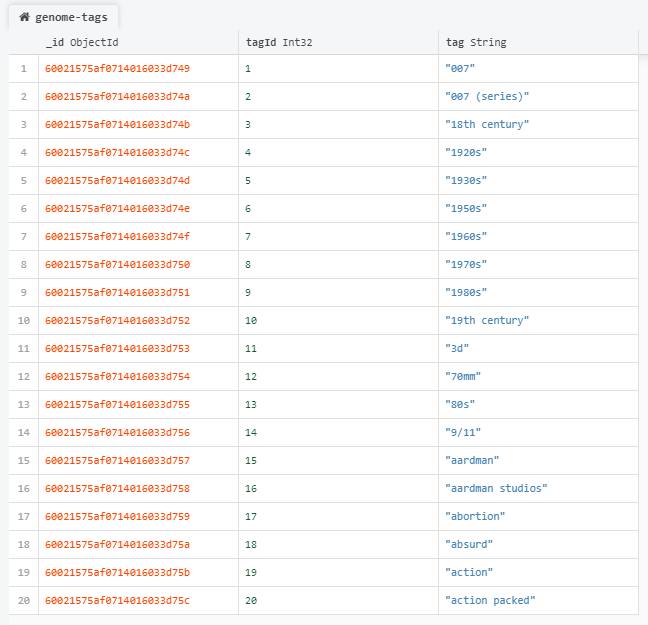 genome-tags
_id ObjectId tagId Int32 tag String
1 60021575af0714016033d749 1 "007"
2 60021575af0714016033d74a 2 "007 (series)"
3 60021575af0714016033d74b 3 "18th century"
4 60021575af0714016033d74c 4 "1920s"
5 60021575af0714016033d74d 5 "1930s"
6 60021575af0714016033d74e 6 "1950s"
7 60021575af0714016033d74f 7 "1960s"
8 60021575af0714016033d750 8 "1970s"
9 60021575af0714016033d751 9 "1980s"
10 60021575af0714016033d752 10 "19th century"
11 60021575af0714016033d753 11 "3d"
12 60021575af0714016033d754 12 "70mm"
13 60021575af0714016033d755 13 "80s"
14 60021575af0714016033d756 14 "9/11"
15 60021575af0714016033d757 15 "aardman"
16 60021575af0714016033d758 16 "aardman studios"
17 60021575af0714016033d759 17 "abortion"
18 60021575af0714016033d75a 18 "absurd"
19 60021575af0714016033d75b 19 "action"
20 60021575af0714016033d75c 20 "action packed"